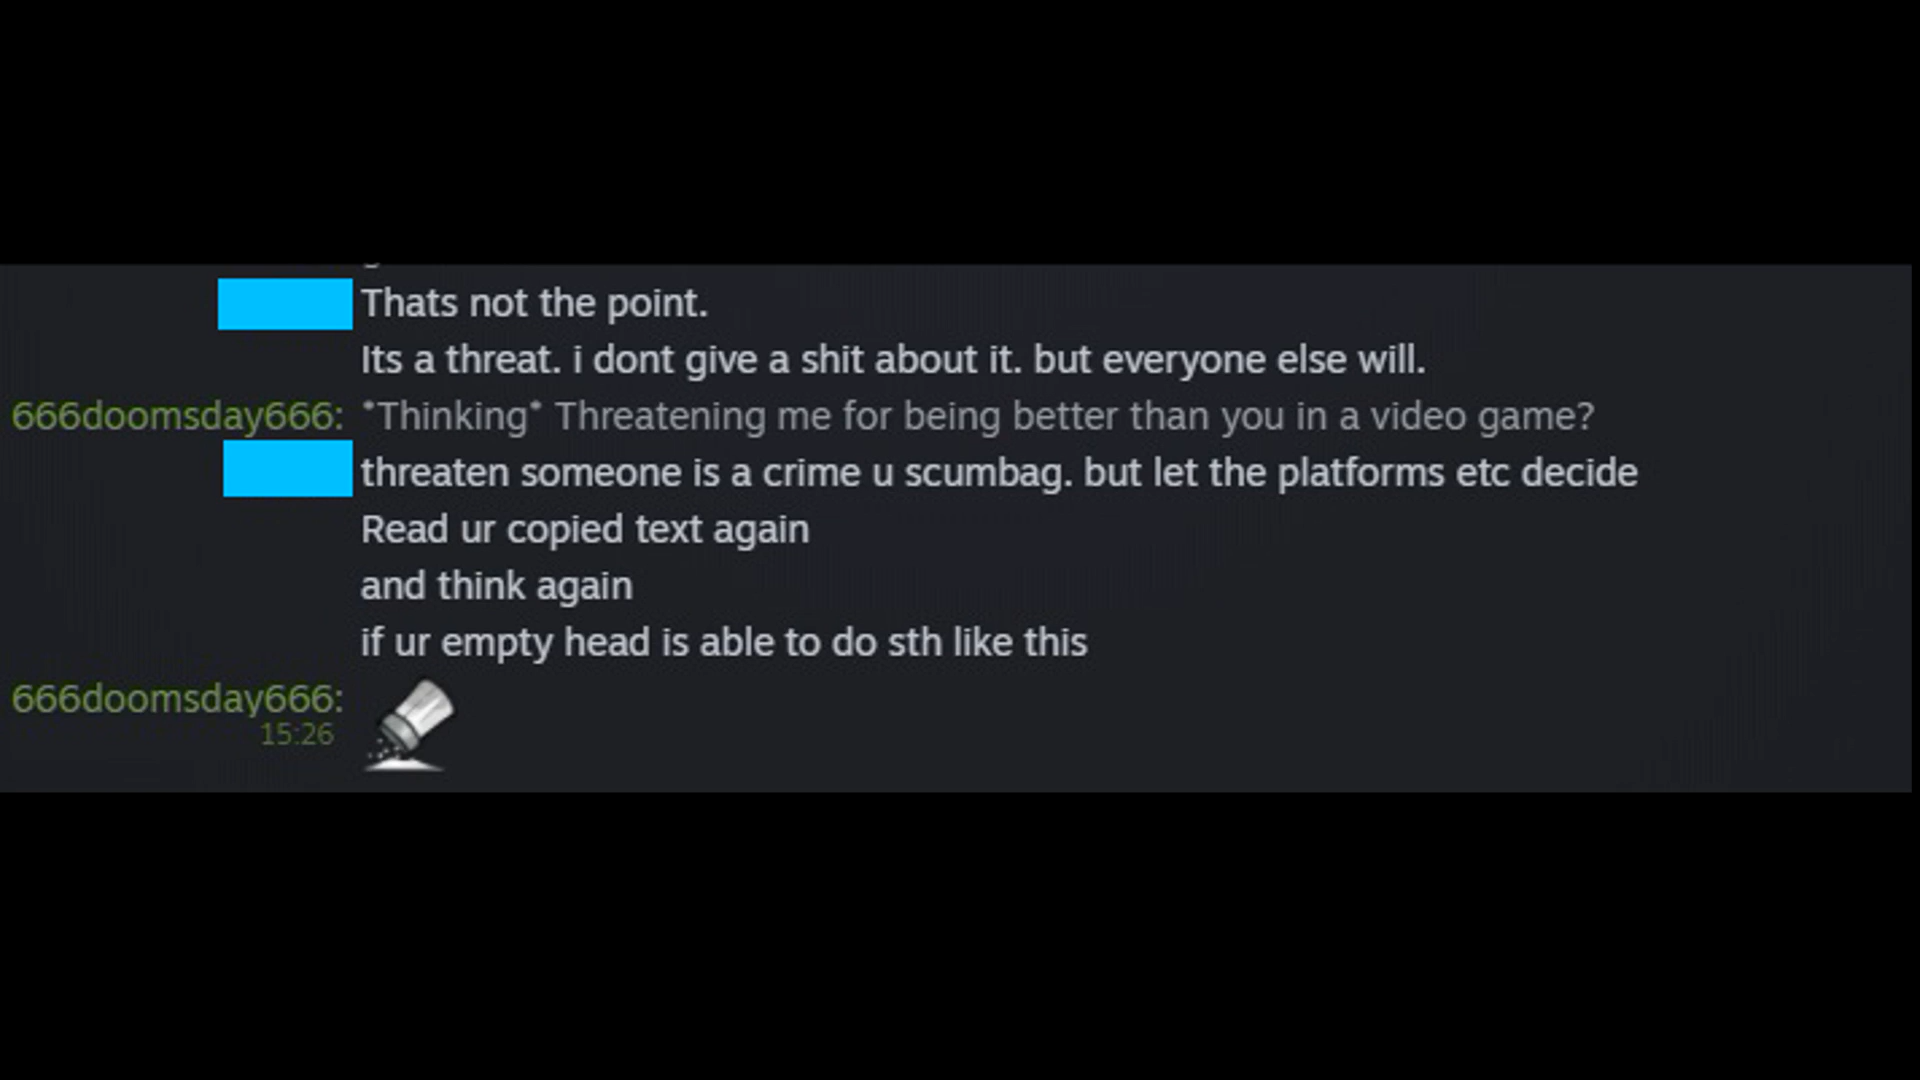 Thats not the point.
Its a threat. i dont give a shit about it. but everyone else will.
666doomsday666: *Thinking* Threatening me for being better than you in a video game?
threaten someone is a crime u scumbag. but let the platforms etc decide
Read ur copied text again
and think again
if ur empty head is able to do sth like this
666doomsday666:
15:26